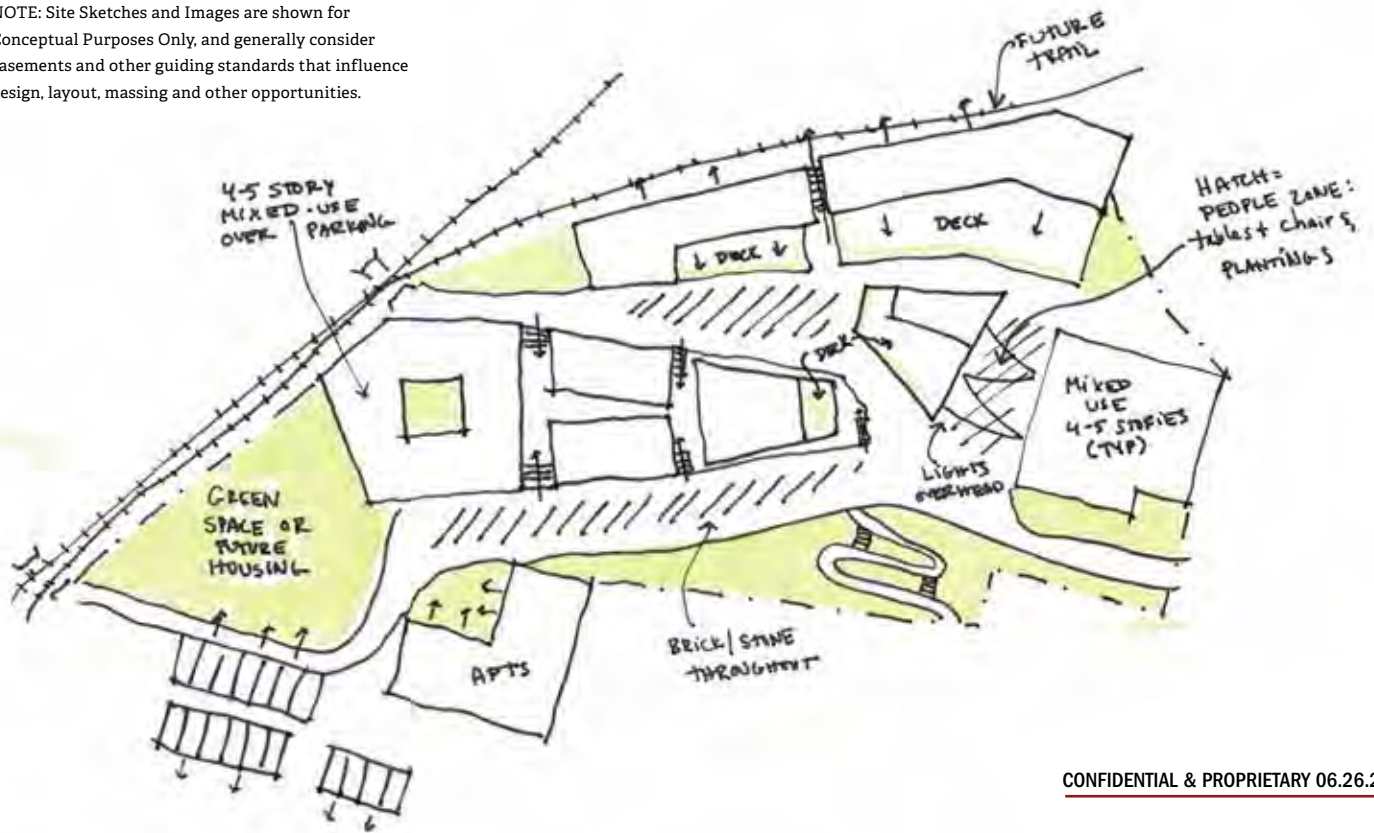 NOTE: Site Sketches and Images are shown for
Conceptual Purposes Only, and generally consider
easements and other guiding standards that influence
design, layout, massing and other opportunities.
FUTURE
TRAIL
4-5 STORY
MIXED-USE
OVER PARKING
HATCH =
PEOPLE ZONE:
tables + chairs,
PLANTINGS
DECK
DECK
DECK
MIXED
USE
4-5 STORIES
(TYP)
LIGHTS
OVERHEAD
GREEN
SPACE OR
FUTURE
HOUSING
BRICK/STONE
THROUGHOUT
APTS
CONFIDENTIAL & PROPRIETARY 06.26.2